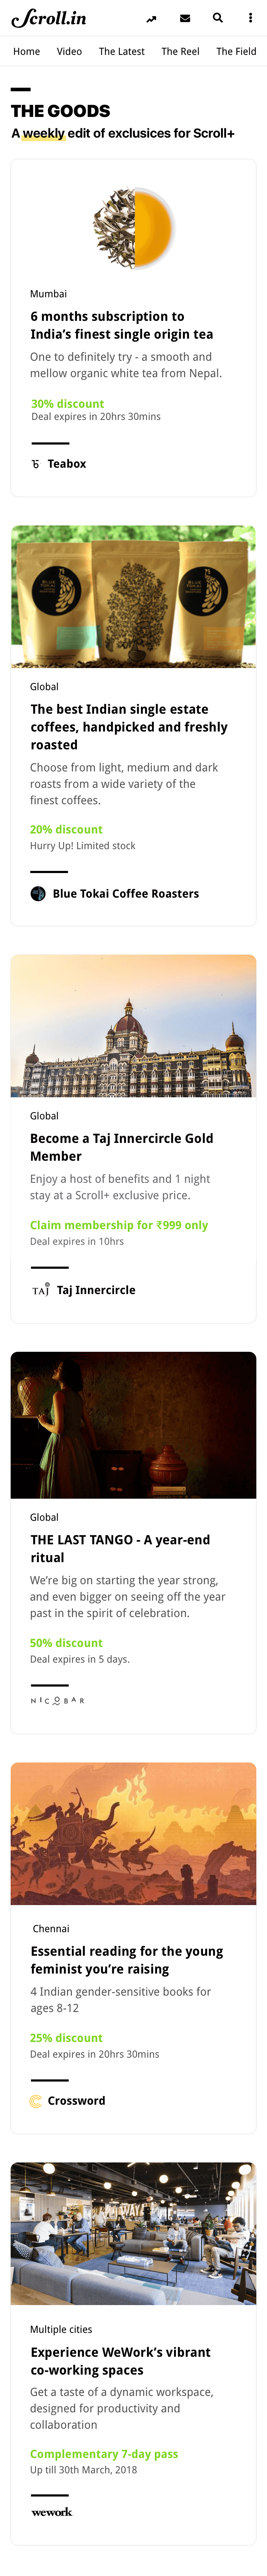 Scroll.in
Home Video The Latest The Reel The Field
THE GOODS
A weekly edit of exclusices for Scroll+
Mumbai
6 months subscription to
India's finest single origin tea
One to definitely try - a smooth and
mellow organic white tea from Nepal.
30% discount
Deal expires in 20hrs 30mins
Teabox
BLUE TOKAI
BLUE TOKAI
Global
The best Indian single estate
coffees, handpicked and freshly
roasted
Choose from light, medium and dark
roasts from a wide variety of the
finest coffees.
20% discount
Hurry Up! Limited stock
Blue Tokai Coffee Roasters
Global
Become a Taj Innercircle Gold
Member
Enjoy a host of benefits and 1 night
stay at a Scroll+ exclusive price.
Claim membership for ₹999 only
Deal expires in 10hrs
TAJ Taj Innercircle
Global
THE LAST TANGO - A year-end
ritual
We're big on starting the year strong,
and even bigger on seeing off the year
past in the spirit of celebration.
50% discount
Deal expires in 5 days.
NICOBAR
Chennai
Essential reading for the young
feminist you're raising
4 Indian gender-sensitive books for
ages 8-12
25% discount
Deal expires in 20hrs 30mins
Crossword
Multiple cities
Experience WeWork's vibrant
co-working spaces
Get a taste of a dynamic workspace,
designed for productivity and
collaboration
Complementary 7-day pass
Up till 30th March, 2018
wework